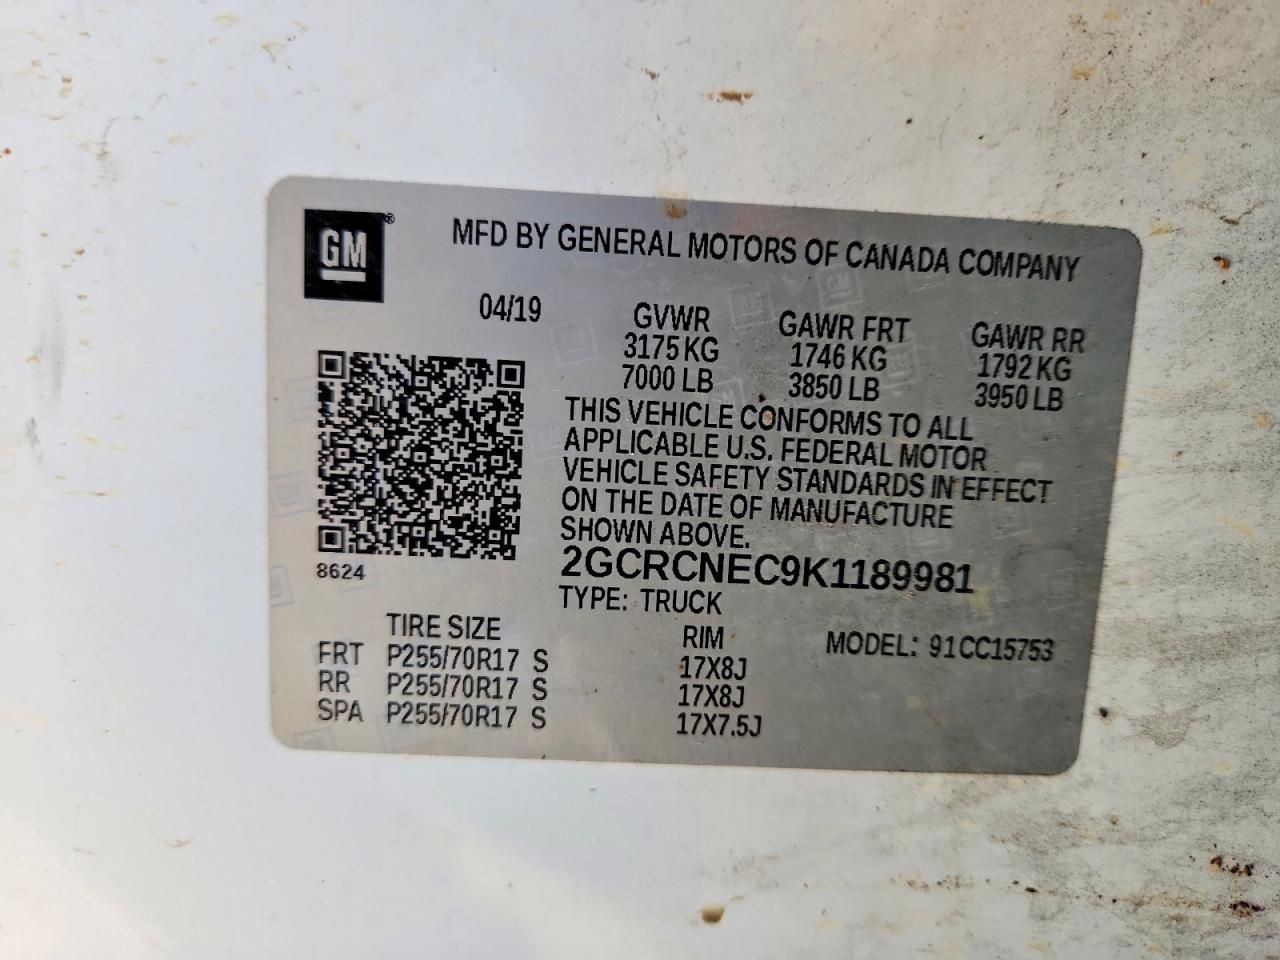 GM®
MFD BY GENERAL MOTORS OF CANADA COMPANY
04/19 GVWR GAWR FRT GAWR RR
3175 KG 1746 KG 1792 KG
7000 LB 3850 LB 3950 LB
THIS VEHICLE CONFORMS TO ALL
APPLICABLE U.S. FEDERAL MOTOR
VEHICLE SAFETY STANDARDS IN EFFECT
ON THE DATE OF MANUFACTURE
SHOWN ABOVE.
8624
2GCRCNEC9K1189981
TYPE: TRUCK
MODEL: 91CC15753
TIRE SIZE RIM
FRT P255/70R17 S 17X8J
RR P255/70R17 S 17X8J
SPA P255/70R17 S 17X7.5J